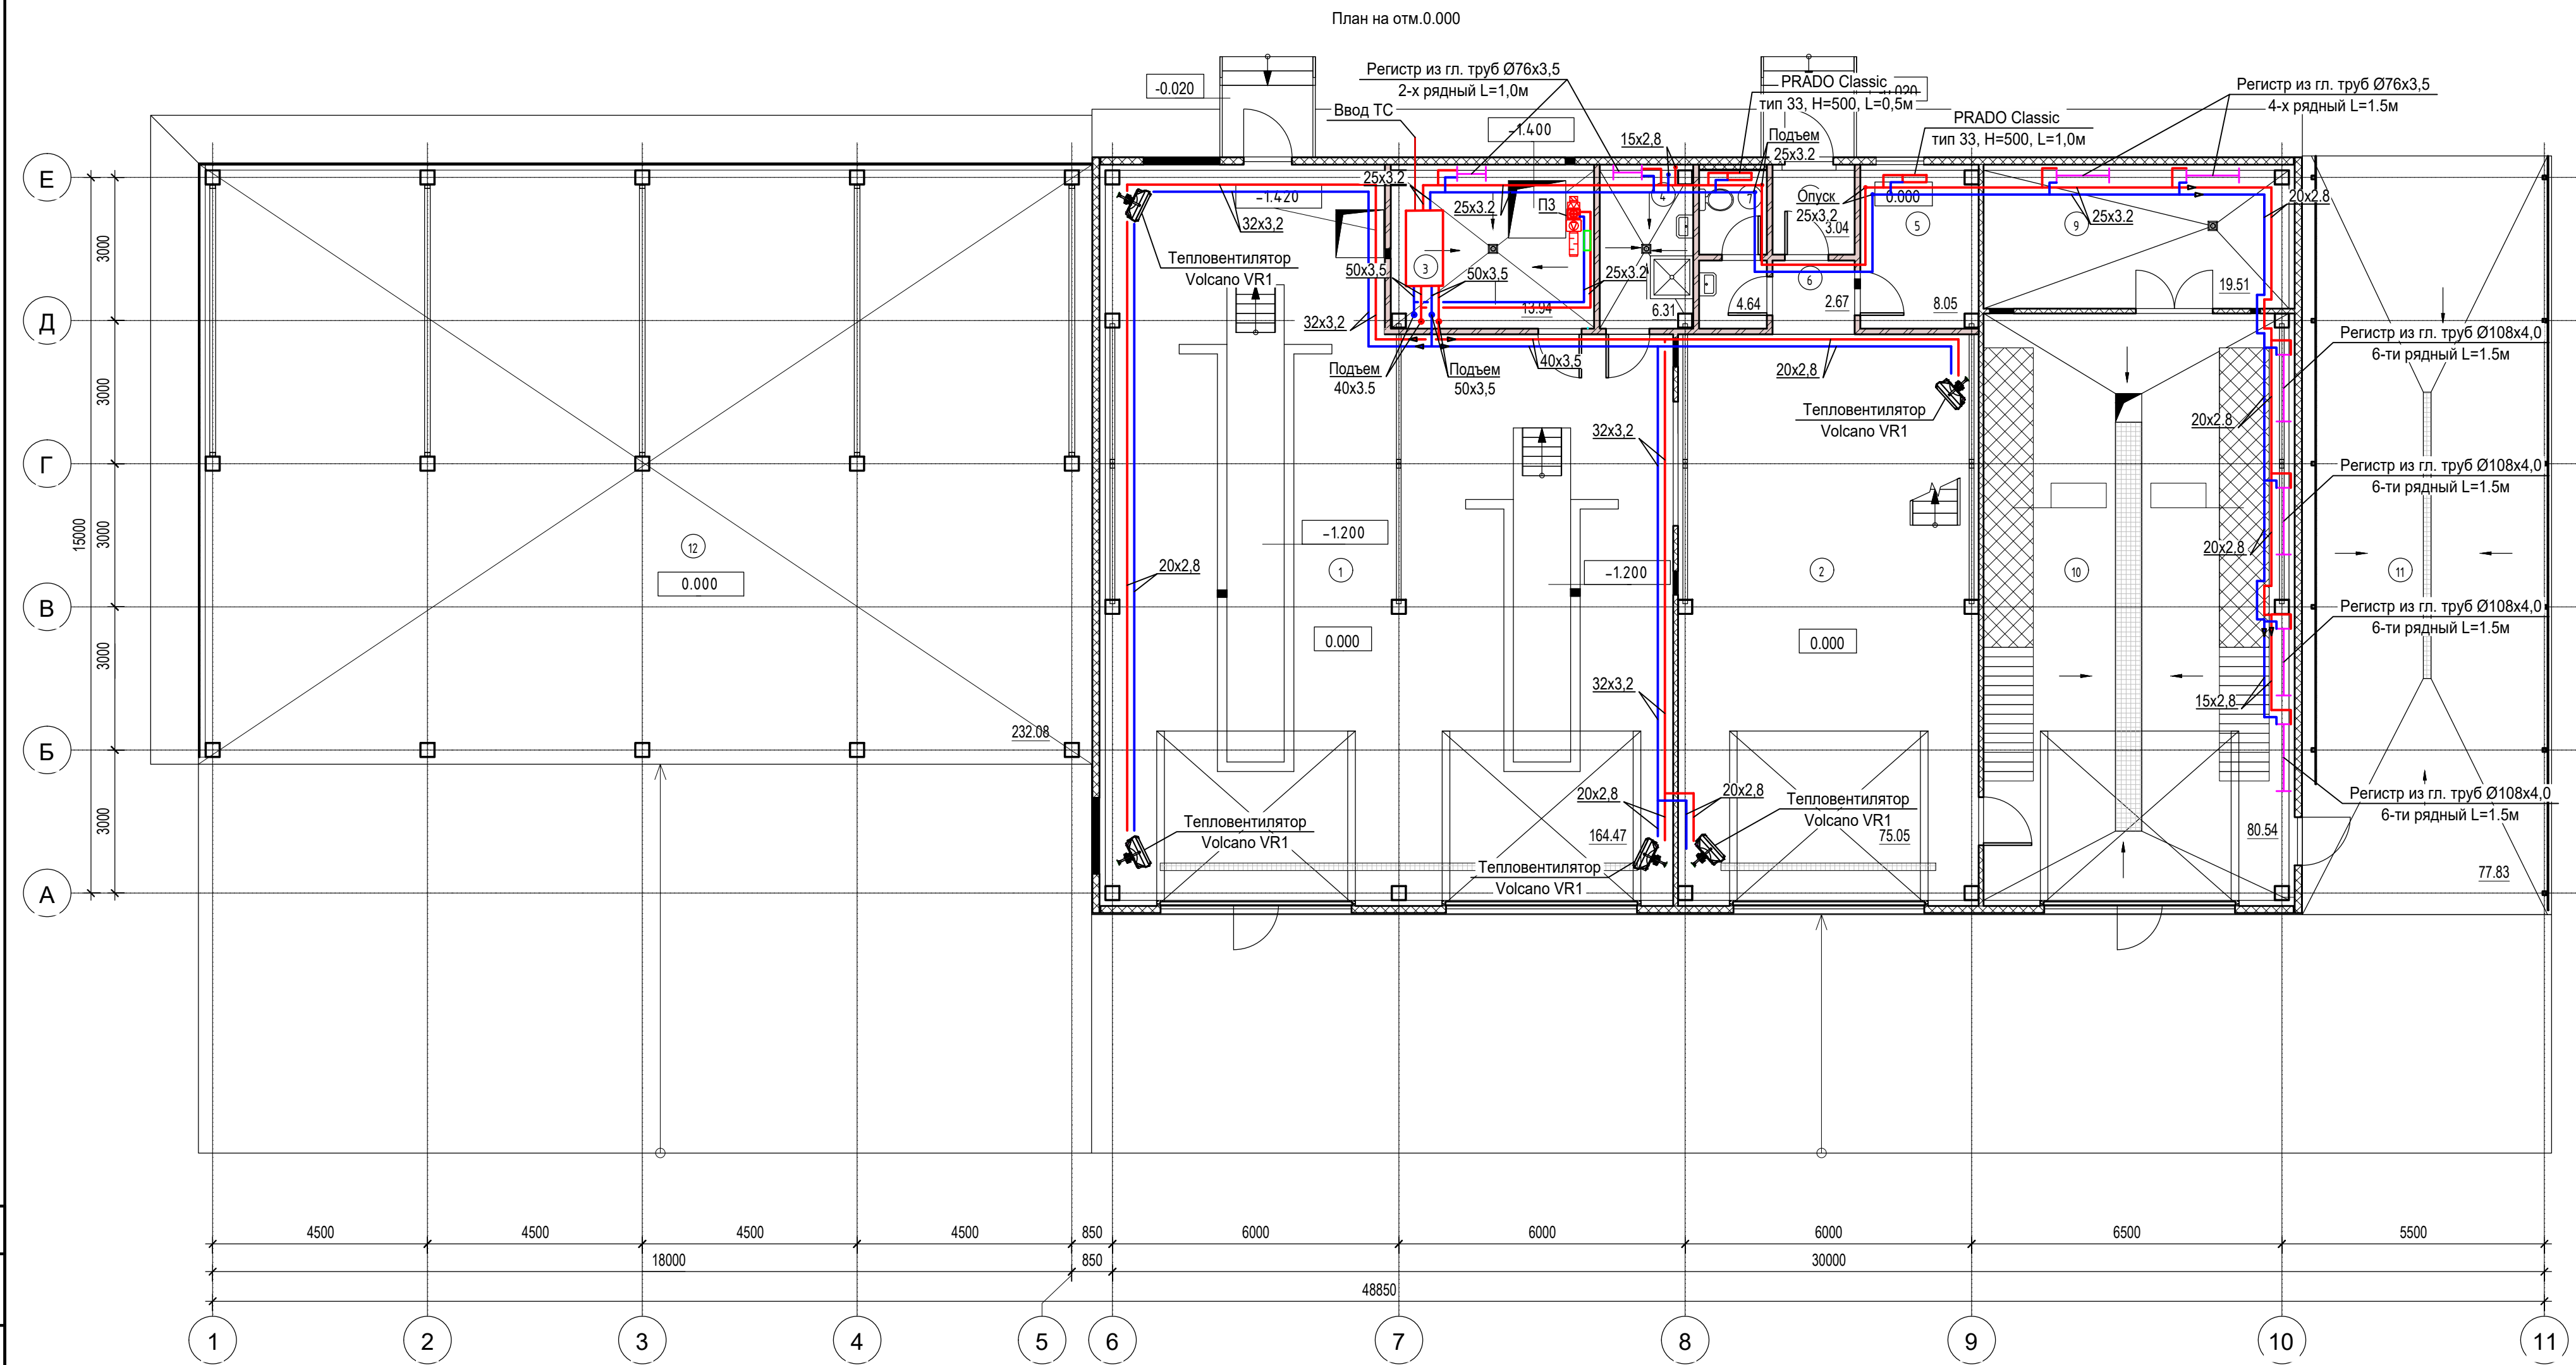 План на отм.0.000
-0.020
Регистр из гл. труб Ø76х3,5
2-х рядный L=1,0м
Ввод ТС
-1.400
15х2,8
PRADO Classic
тип 33, Н=500, L=0,5м
Подъем
25х3.2
PRADO Classic
тип 33, Н=500, L=1,0м
Регистр из гл. труб Ø76х3,5
4-х рядный L=1.5м
Е
25х3.2
-1.420
32х3,2
25х3.2
П3
4
7
Опуск
25х3,2
3.04
0.000
5
9
25х3.2
20х2.8
3000
Тепловентилятор
Volcano VR1
50х3,5
3
50х3,5
25х3.2
6
13.94
6.31
4.64
2.67
8.05
19.51
Д
32х3,2
Подъем
40х3.5
Подъем
50х3,5
40х3,5
20х2,8
Регистр из гл. труб Ø108х4,0
6-ти рядный L=1.5м
3000
Тепловентилятор
Volcano VR1
32х3,2
20х2.8
Г
Регистр из гл. труб Ø108х4,0
6-ти рядный L=1.5м
15000
3000
12
0.000
-1.200
1
-1.200
2
10
11
20х2,8
20х2,8
В
Регистр из гл. труб Ø108х4,0
6-ти рядный L=1.5м
3000
0.000
0.000
32х3,2
15х2,8
Б
232.08
20х2,8
20х2,8
Регистр из гл. труб Ø108х4,0
6-ти рядный L=1.5м
3000
Тепловентилятор
Volcano VR1
164.47
Тепловентилятор
Volcano VR1
75.05
80.54
77.83
Тепловентилятор
Volcano VR1
А
4500
4500
4500
4500
850
6000
6000
6000
6500
5500
18000
850
30000
48850
1
2
3
4
5
6
7
8
9
10
11